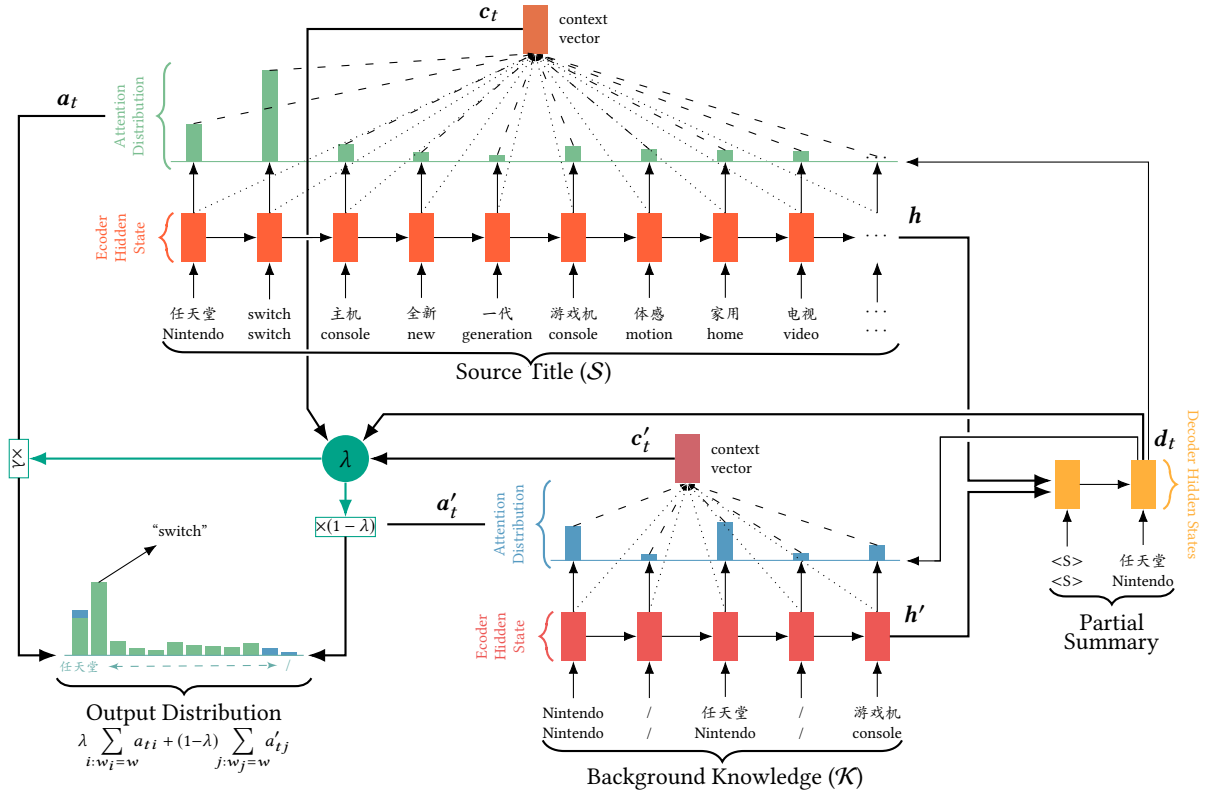 c_t
context
vector
a_t
Attention
Distribution
Ecoder
Hidden
State
h
任天堂 switch 主机 全新 一代 游戏机 体感 家用 电视 ···
Nintendo switch console new generation console motion home video ···
Source Title (𝒮)
×λ
λ
c′_t
context
vector
d_t
Decoder Hidden States
×(1 − λ)
a′_t
Attention
Distribution
"switch"
<S> 任天堂
<S> Nintendo
Partial
Summary
Ecoder
Hidden
State
h′
任天堂 /
Nintendo / 任天堂 / 游戏机
Nintendo / Nintendo / console
Background Knowledge (𝒦)
Output Distribution
λ ∑ a_{ti} + (1−λ) ∑ a′_{tj}
i:w_i=w j:w_j=w